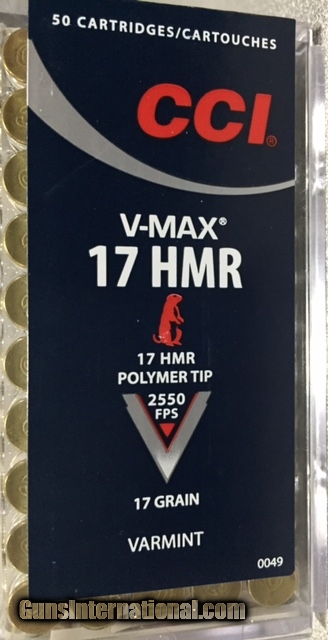 50 CARTRIDGES/CARTOUCHES
CCI®
V-MAX®
17 HMR
17 HMR
POLYMER TIP
2550
FPS
17 GRAIN
VARMINT
0049
GunsInternational.com